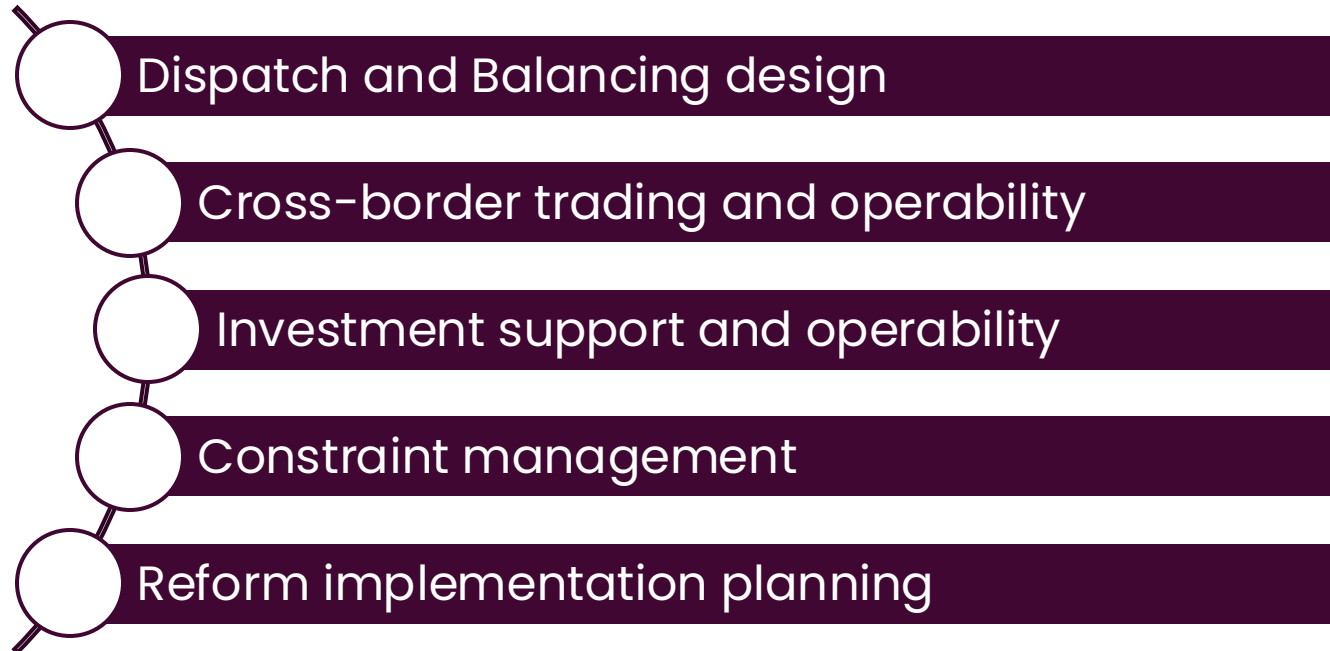 Dispatch and Balancing design
Cross-border trading and operability
Investment support and operability
Constraint management
Reform implementation planning